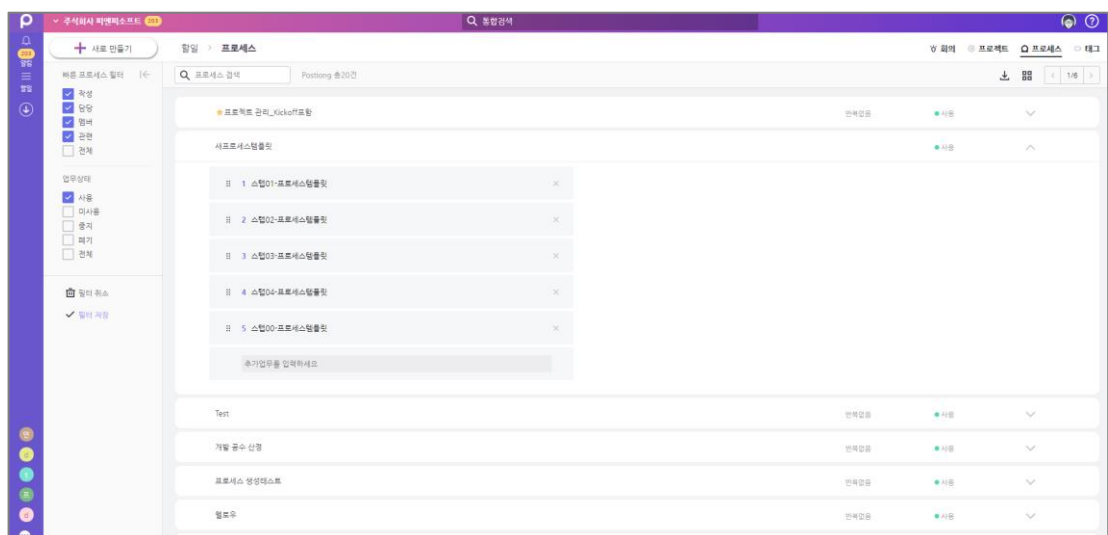 주식회사 피엔피소프트 203
통합검색
새로 만들기
할일 > 프로세스
회의 프로젝트 프로세스 태그
203
알림
빠른 프로세스 필터
프로세스 검색
Postiong 총20건
1/6
작성
담당
멤버
관련
전체
업무상태
사용
미사용
중지
폐기
전체
필터 취소
필터 저장
프로젝트 관리_Kickoff포함 반복없음 사용
새프로세스템플릿 사용
1 스텝01-프로세스템플릿
2 스텝02-프로세스템플릿
3 스텝03-프로세스템플릿
4 스텝04-프로세스템플릿
5 스텝00-프로세스템플릿
추가업무를 입력하세요
Test 반복없음 사용
개발 공수 산정 반복없음 사용
프로세스 생성테스트 반복없음 사용
헬로우 반복없음 사용